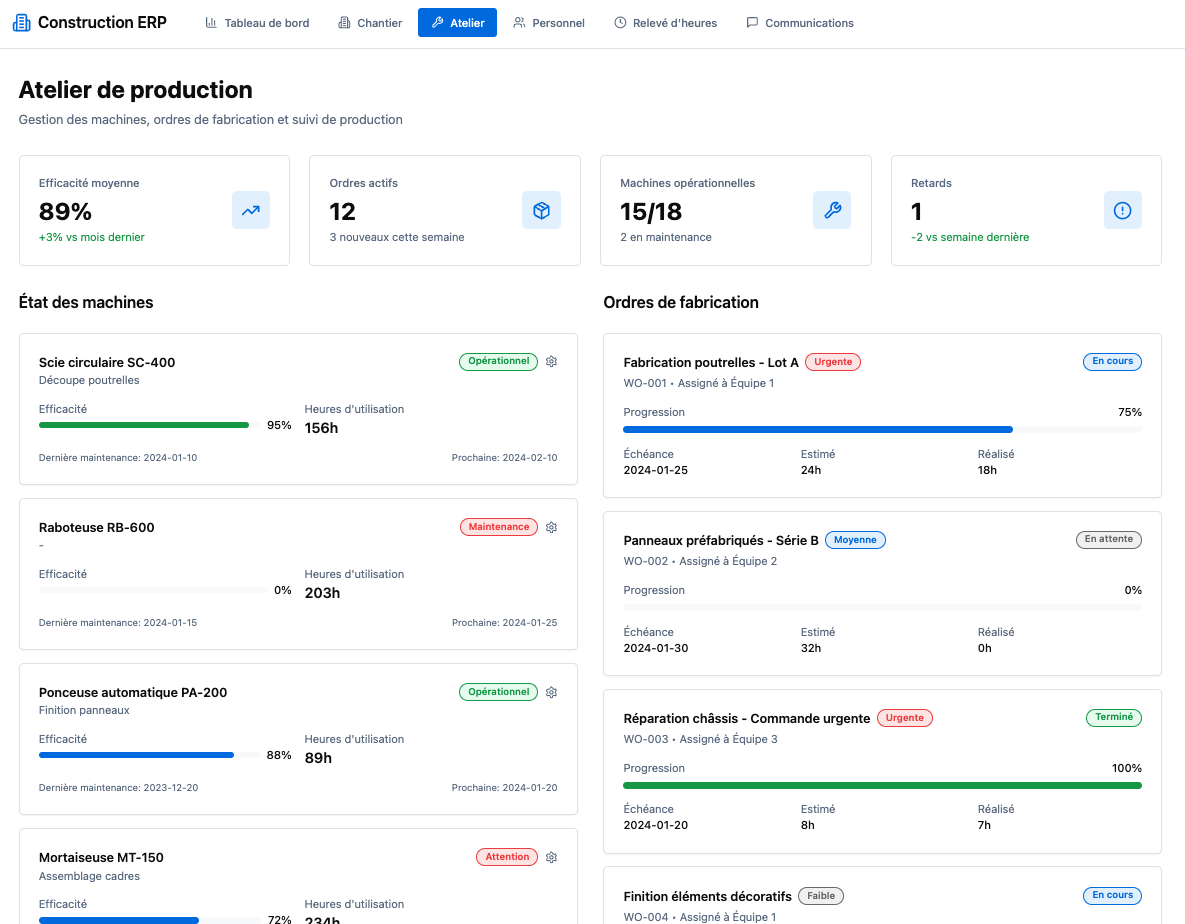 Construction ERP
Tableau de bord
Chantier
Atelier
Personnel
Relevé d'heures
Communications
Atelier de production
Gestion des machines, ordres de fabrication et suivi de production
Efficacité moyenne
89%
+3% vs mois dernier
Ordres actifs
12
3 nouveaux cette semaine
Machines opérationnelles
15/18
2 en maintenance
Retards
1
-2 vs semaine dernière
État des machines
Scie circulaire SC-400
Opérationnel
Découpe poutrelles
Efficacité
95%
Heures d'utilisation
156h
Dernière maintenance: 2024-01-10
Prochaine: 2024-02-10
Raboteuse RB-600
Maintenance
-
Efficacité
0%
Heures d'utilisation
203h
Dernière maintenance: 2024-01-15
Prochaine: 2024-01-25
Ponceuse automatique PA-200
Opérationnel
Finition panneaux
Efficacité
88%
Heures d'utilisation
89h
Dernière maintenance: 2023-12-20
Prochaine: 2024-01-20
Mortaiseuse MT-150
Attention
Assemblage cadres
Efficacité
72%
Heures d'utilisation
234h
Ordres de fabrication
Fabrication poutrelles - Lot A
Urgente
En cours
WO-001 • Assigné à Équipe 1
Progression
75%
Échéance
2024-01-25
Estimé
24h
Réalisé
18h
Panneaux préfabriqués - Série B
Moyenne
En attente
WO-002 • Assigné à Équipe 2
Progression
0%
Échéance
2024-01-30
Estimé
32h
Réalisé
0h
Réparation châssis - Commande urgente
Urgente
Terminé
WO-003 • Assigné à Équipe 3
Progression
100%
Échéance
2024-01-20
Estimé
8h
Réalisé
7h
Finition éléments décoratifs
Faible
En cours
WO-004 • Assigné à Équipe 1